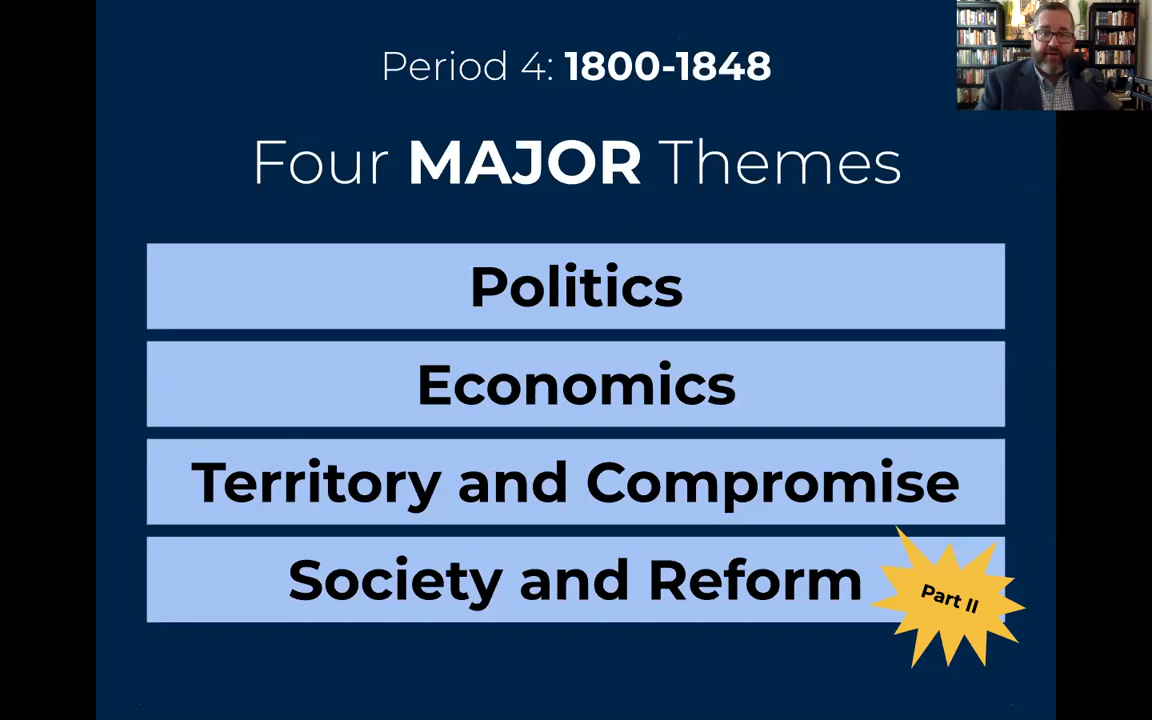 Period 4: 1800-1848
Four MAJOR Themes
Politics
Economics
Territory and Compromise
Society and Reform
Part II